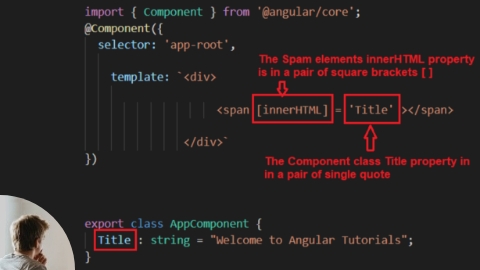 import { Component } from '@angular/core';
@Component({
selector: 'app-root',
The Spam elements innerHTML property
is in a pair of square brackets [ ]
template: `<div>
<span [innerHTML] = 'Title' ></span>
</div>`
The Component class Title property in
in a pair of single quote
})
export class AppComponent {
Title : string = "Welcome to Angular Tutorials";
}